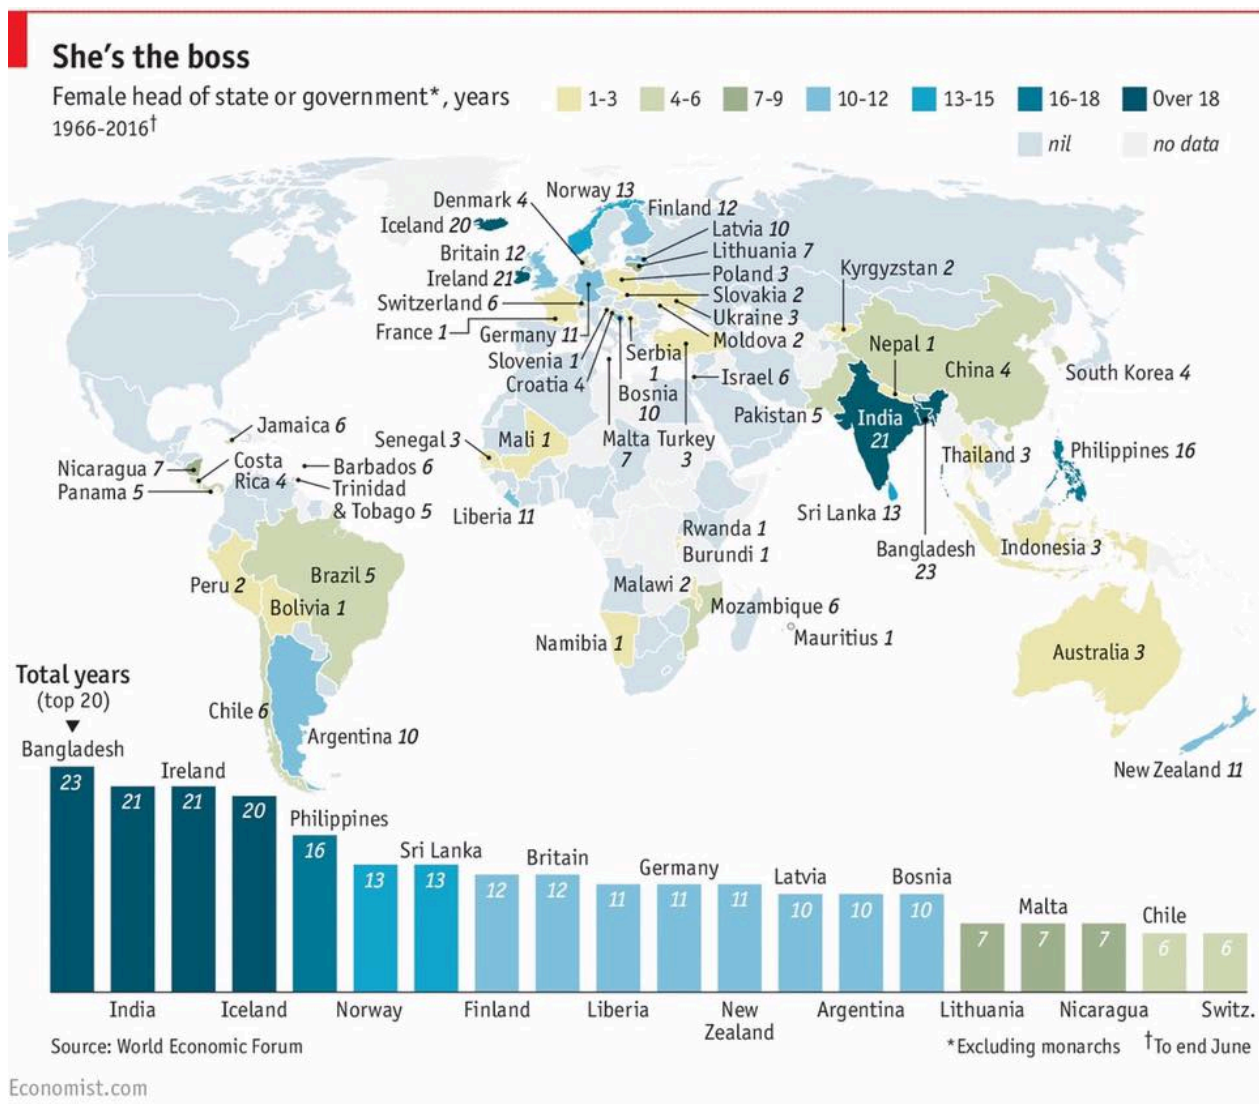 She's the boss
Female head of state or government*, years
1966-2016†
1-3
4-6
7-9
10-12
13-15
16-18
Over 18
nil
no data
Norway 13
Denmark 4
Finland 12
Iceland 20
Latvia 10
Britain 12
Lithuania 7
Ireland 21
Poland 3
Kyrgyzstan 2
Switzerland 6
Slovakia 2
Ukraine 3
France 1
Germany 11
Moldova 2
Nepal 1
Slovenia 1
Serbia
1
Croatia 4
Israel 6
China 4
South Korea 4
Bosnia
10
Pakistan 5
India
21
Jamaica 6
Senegal 3
Mali 1
Malta
7
Turkey
3
Thailand 3
Philippines 16
Nicaragua 7
Costa
Rica 4
Barbados 6
Panama 5
Trinidad
& Tobago 5
Liberia 11
Sri Lanka 13
Rwanda 1
Bangladesh
23
Indonesia 3
Burundi 1
Peru 2
Brazil 5
Malawi 2
Bolivia 1
Mozambique 6
Namibia 1
Mauritius 1
Australia 3
Chile 6
Argentina 10
New Zealand 11
Total years
(top 20)
Bangladesh
Ireland
Philippines
Sri Lanka
Britain
Germany
Latvia
Bosnia
Malta
Chile
23
21
21
20
16
13
13
12
12
11
11
11
10
10
10
7
7
7
6
6
India
Iceland
Norway
Finland
Liberia
New
Zealand
Argentina
Lithuania
Nicaragua
Switz.
Source: World Economic Forum
*Excluding monarchs
†To end June
Economist.com